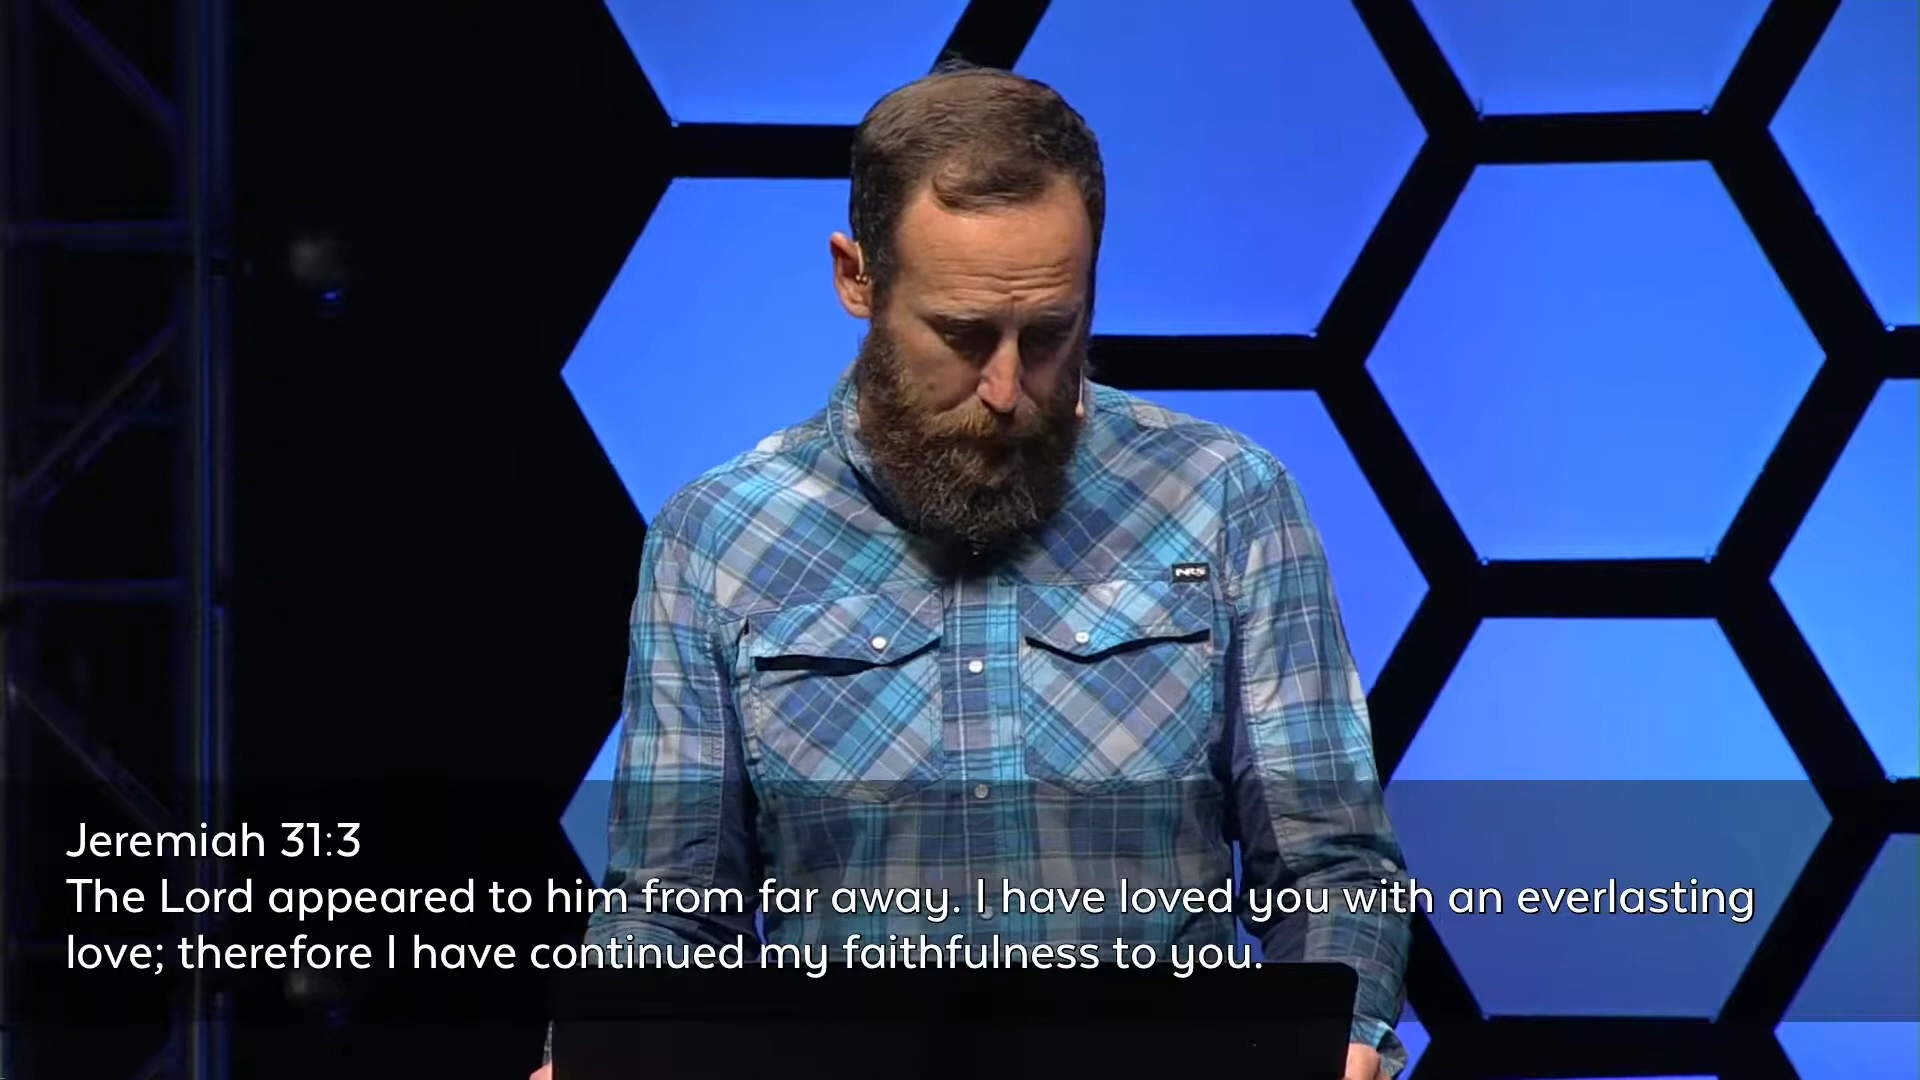 NRS
Jeremiah 31:3
The Lord appeared to him from far away. I have loved you with an everlasting
love; therefore I have continued my faithfulness to you.